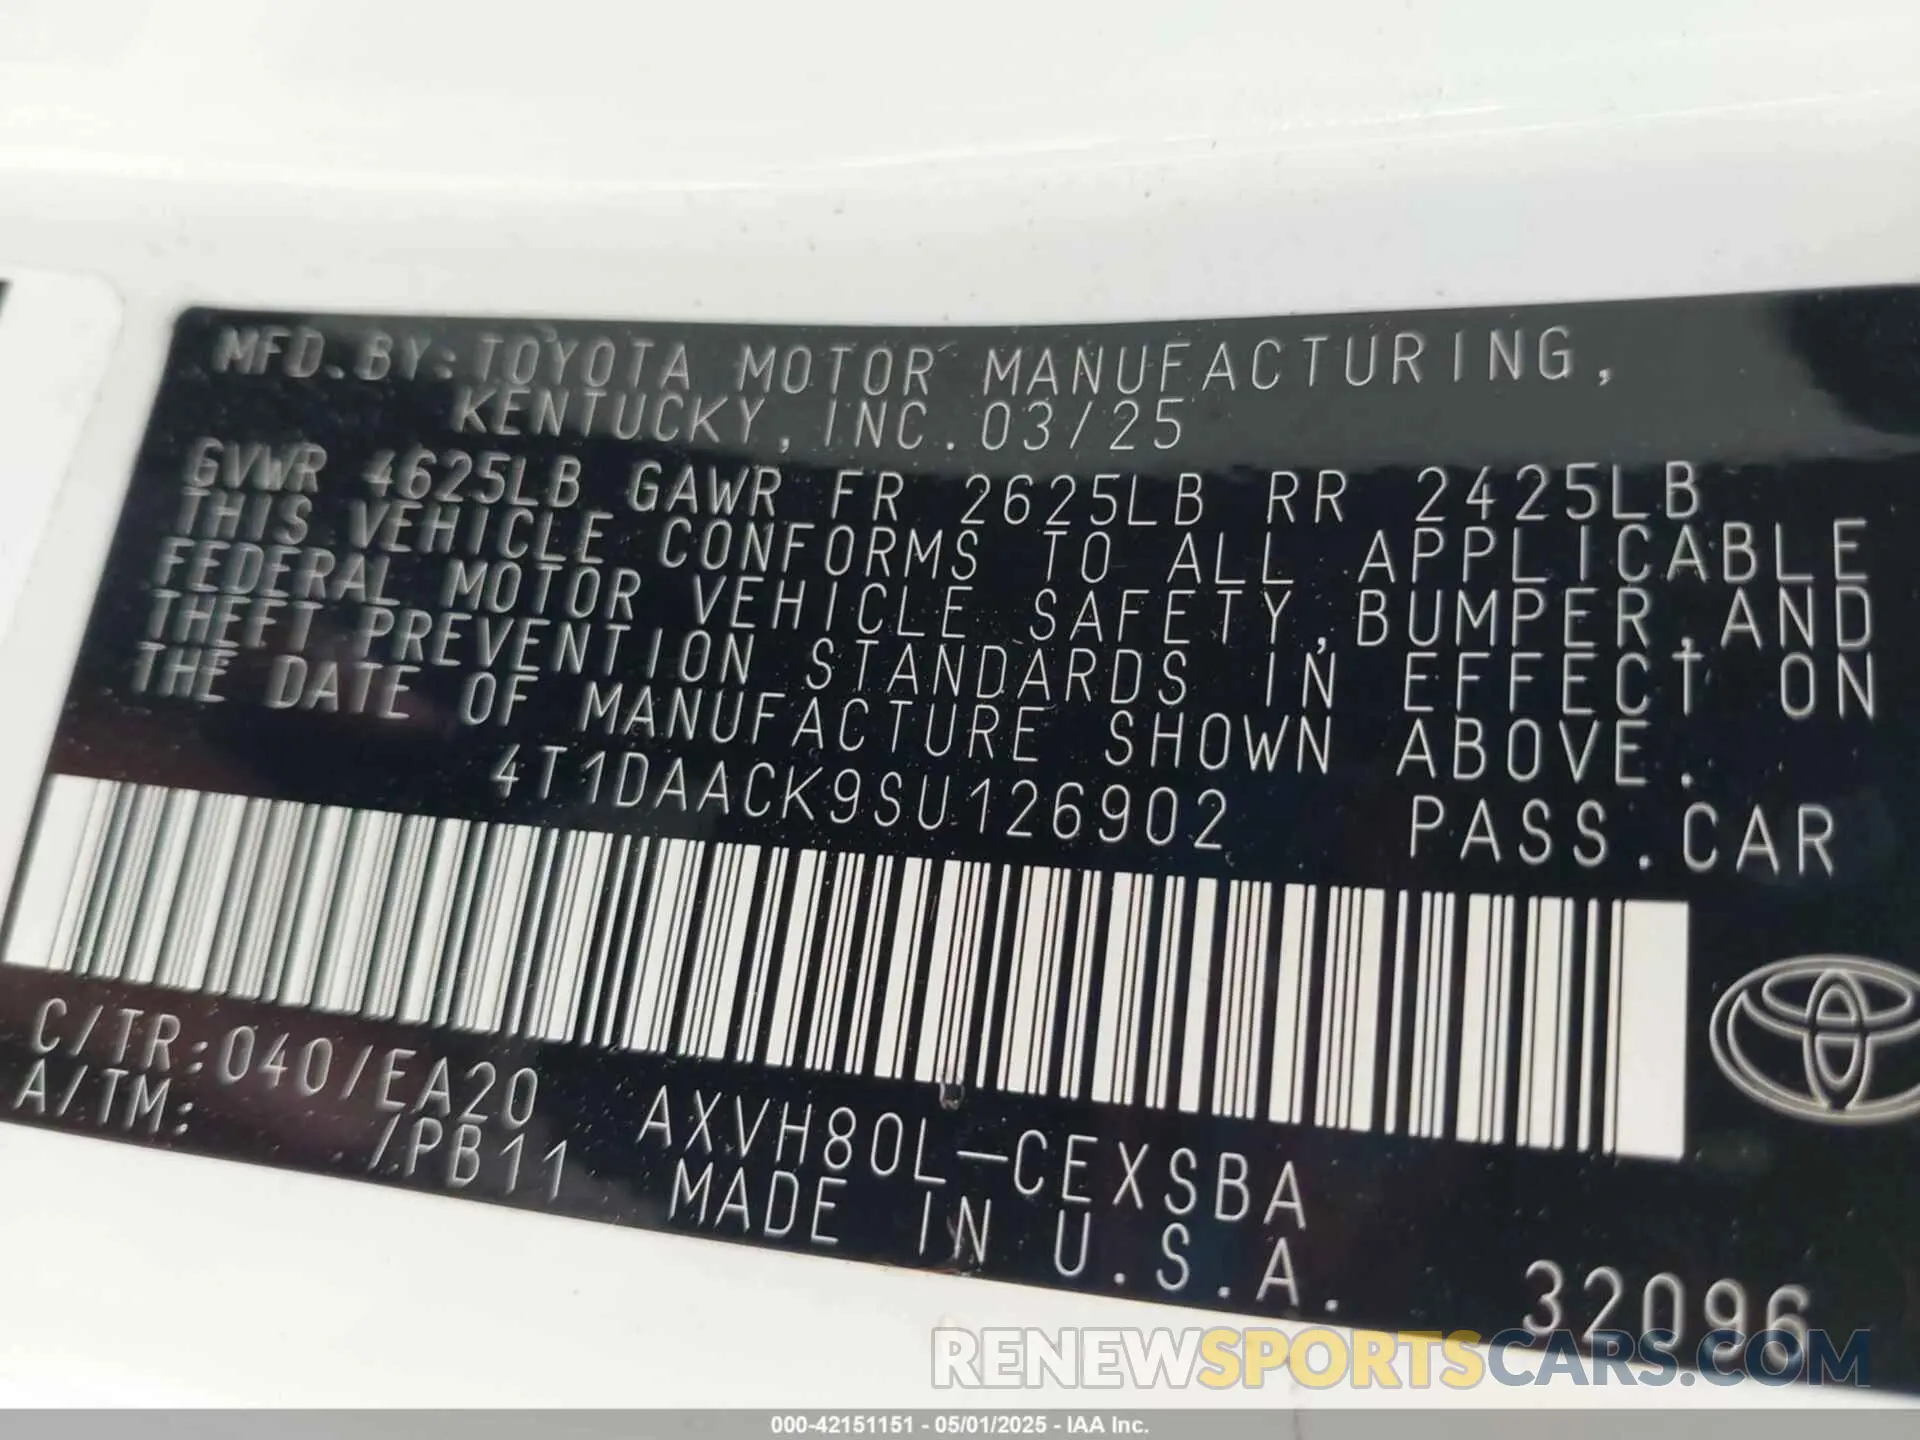 MFD.BY:TOYOTA MOTOR MANUFACTURING,
KENTUCKY,INC.03/25
GVWR 4625LB GAWR FR 2625LB RR 2425LB
THIS VEHICLE CONFORMS TO ALL APPLICABLE
FEDERAL MOTOR VEHICLE SAFETY,BUMPER,AND
THEFT PREVENTION STANDARDS IN EFFECT ON
THE DATE OF MANUFACTURE SHOWN ABOVE.
4T1DAACK9SU126902 PASS.CAR
C/TR:040/EA20 AXVH80L-CEXSBA
A/TM: /PB11 MADE IN U.S.A.
32096
RENEWSPORTSCARS.COM
000-42151151 - 05/01/2025 - IAA Inc.